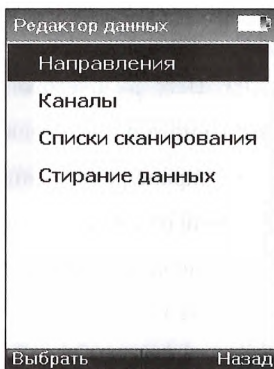 Редактор данных
Направления
Каналы
Списки сканирования
Стирание данных
Выбрать Назад